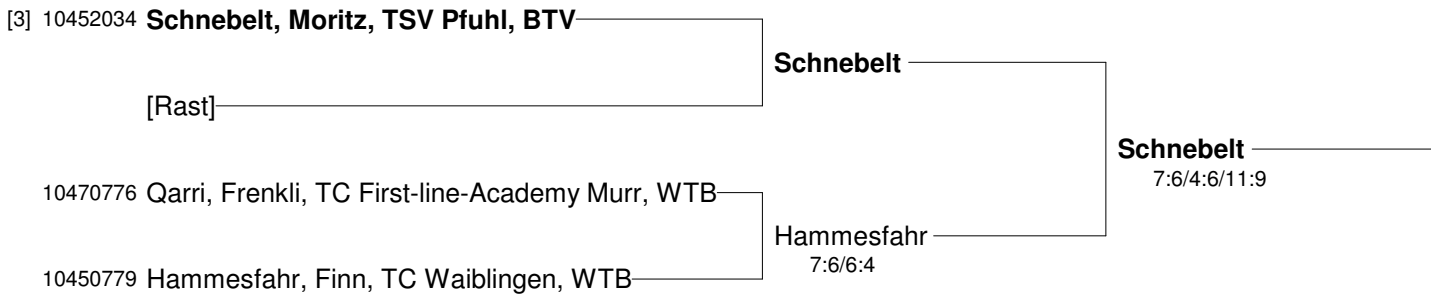 [3] 10452034 Schnebelt, Moritz, TSV Pfuhl, BTV
Schnebelt
[Rast]
Schnebelt
7:6/4:6/11:9
10470776 Qarri, Frenkli, TC First-line-Academy Murr, WTB
Hammesfahr
7:6/6:4
10450779 Hammesfahr, Finn, TC Waiblingen, WTB